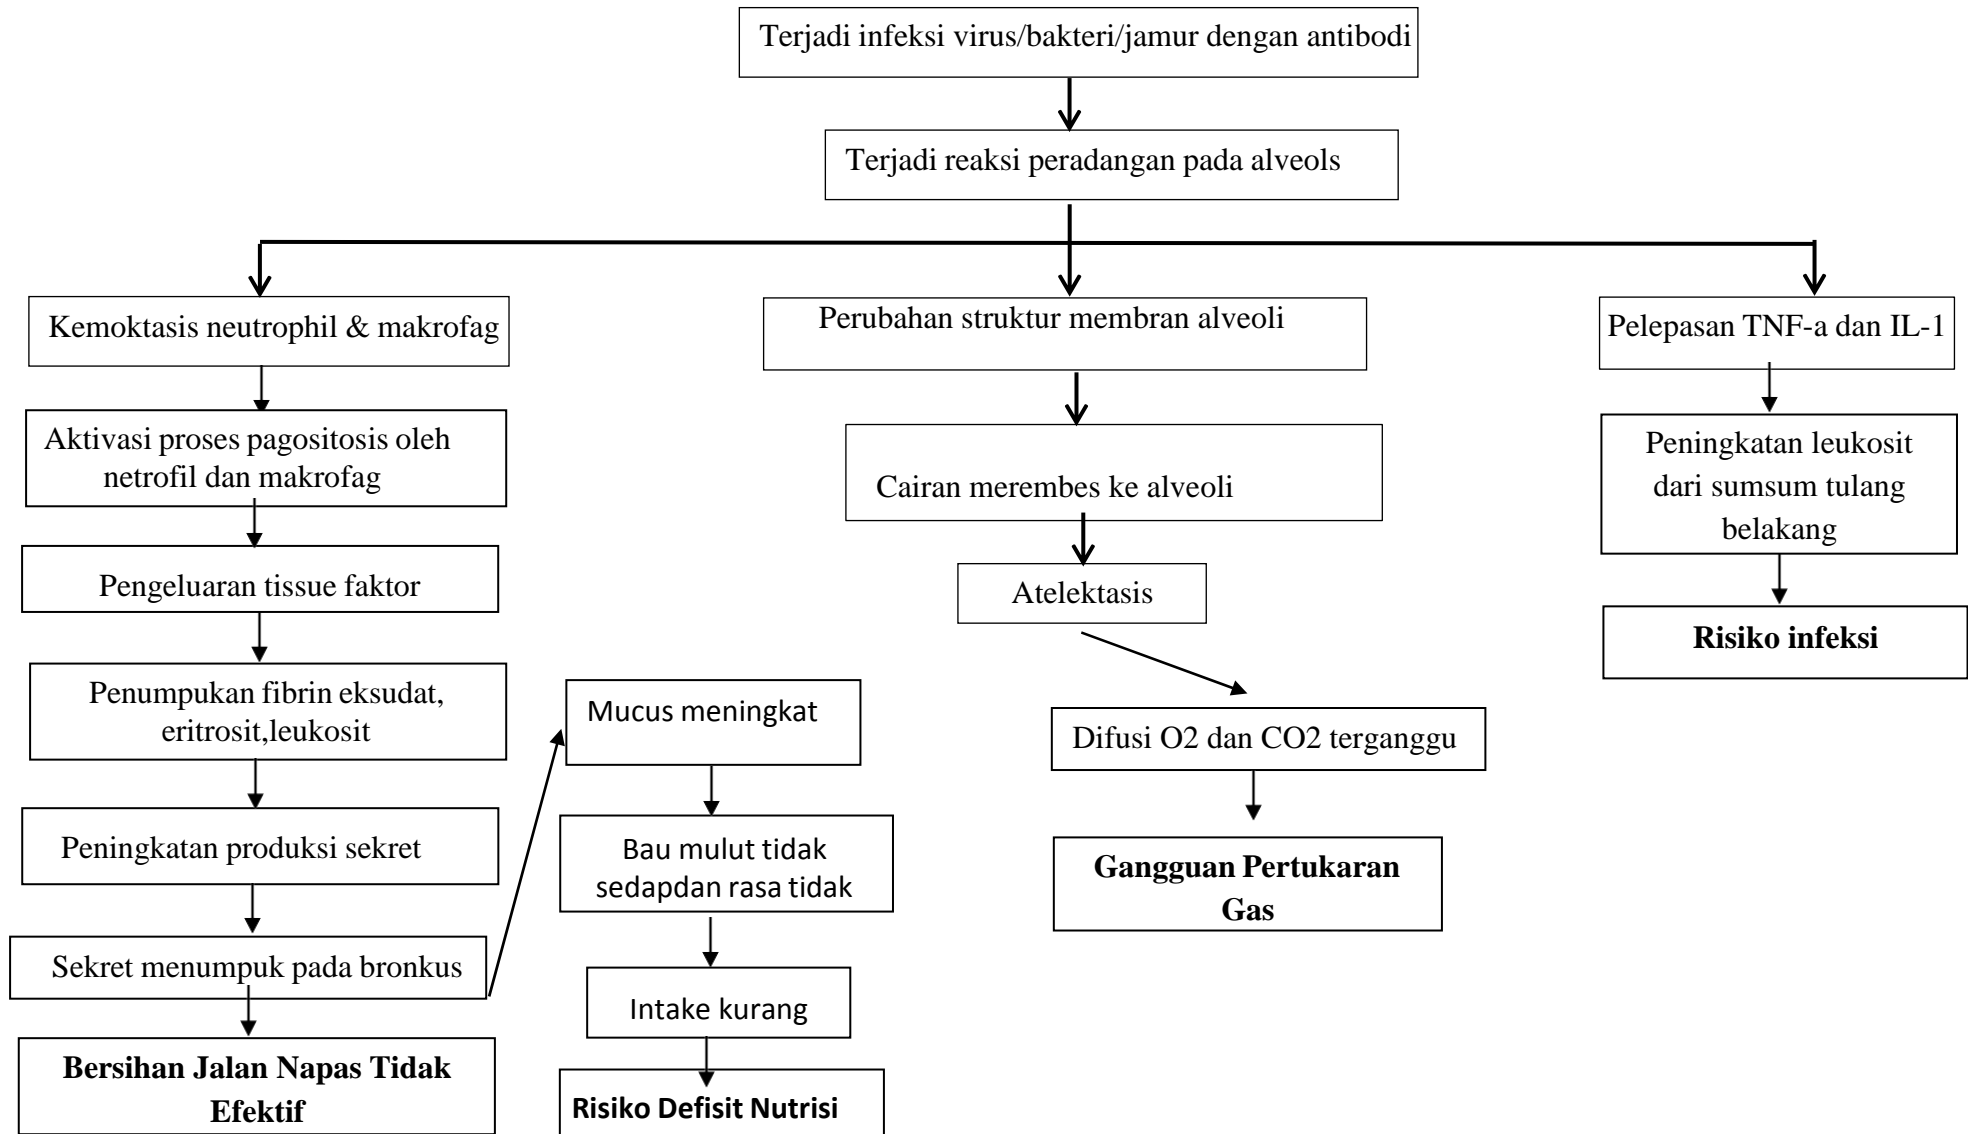 Terjadi infeksi virus/bakteri/jamur dengan antibodi
Terjadi reaksi peradangan pada alveols
Kemoktasis neutrophil & makrofag
Aktivasi proses pagositosis oleh
netrofil dan makrofag
Pengeluaran tissue faktor
Penumpukan fibrin eksudat,
eritrosit,leukosit
Peningkatan produksi sekret
Sekret menumpuk pada bronkus
Bersihan Jalan Napas Tidak
Efektif
Mucus meningkat
Bau mulut tidak
sedapdan rasa tidak
Intake kurang
Risiko Defisit Nutrisi
Perubahan struktur membran alveoli
Cairan merembes ke alveoli
Atelektasis
Difusi O2 dan CO2 terganggu
Gangguan Pertukaran
Gas
Pelepasan TNF-a dan IL-1
Peningkatan leukosit
dari sumsum tulang
belakang
Risiko infeksi